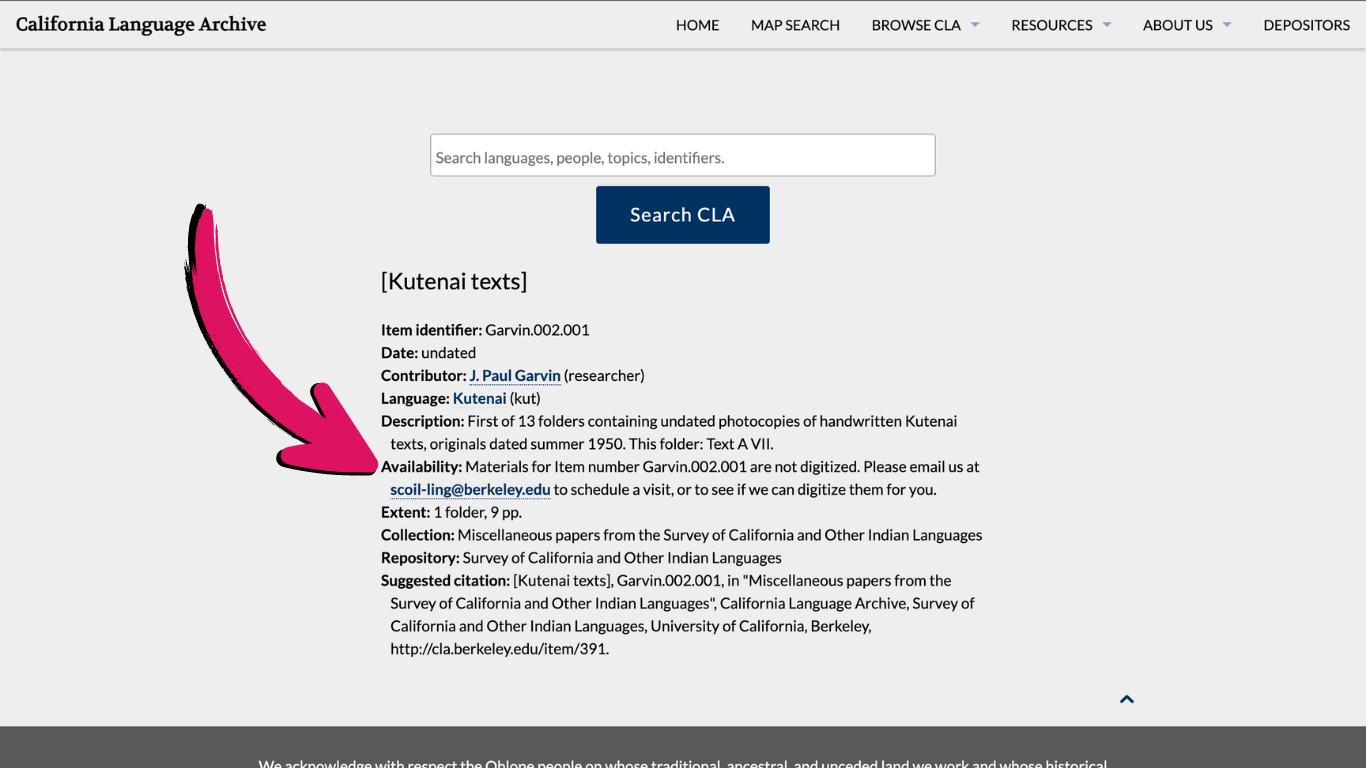 California Language Archive
HOME MAP SEARCH BROWSE CLA RESOURCES ABOUT US DEPOSITORS
Search languages, people, topics, identifiers.
Search CLA
[Kutenai texts]
Item identifier: Garvin.002.001
Date: undated
Contributor: J. Paul Garvin (researcher)
Language: Kutenai (kut)
Description: First of 13 folders containing undated photocopies of handwritten Kutenai
texts, originals dated summer 1950. This folder: Text A VII.
Availability: Materials for Item number Garvin.002.001 are not digitized. Please email us at
scoil-ling@berkeley.edu to schedule a visit, or to see if we can digitize them for you.
Extent: 1 folder, 9 pp.
Collection: Miscellaneous papers from the Survey of California and Other Indian Languages
Repository: Survey of California and Other Indian Languages
Suggested citation: [Kutenai texts], Garvin.002.001, in "Miscellaneous papers from the
Survey of California and Other Indian Languages", California Language Archive, Survey of
California and Other Indian Languages, University of California, Berkeley,
http://cla.berkeley.edu/item/391.
We acknowledge with respect the Ohlone people on whose traditional, ancestral, and unceded land we work and whose historical